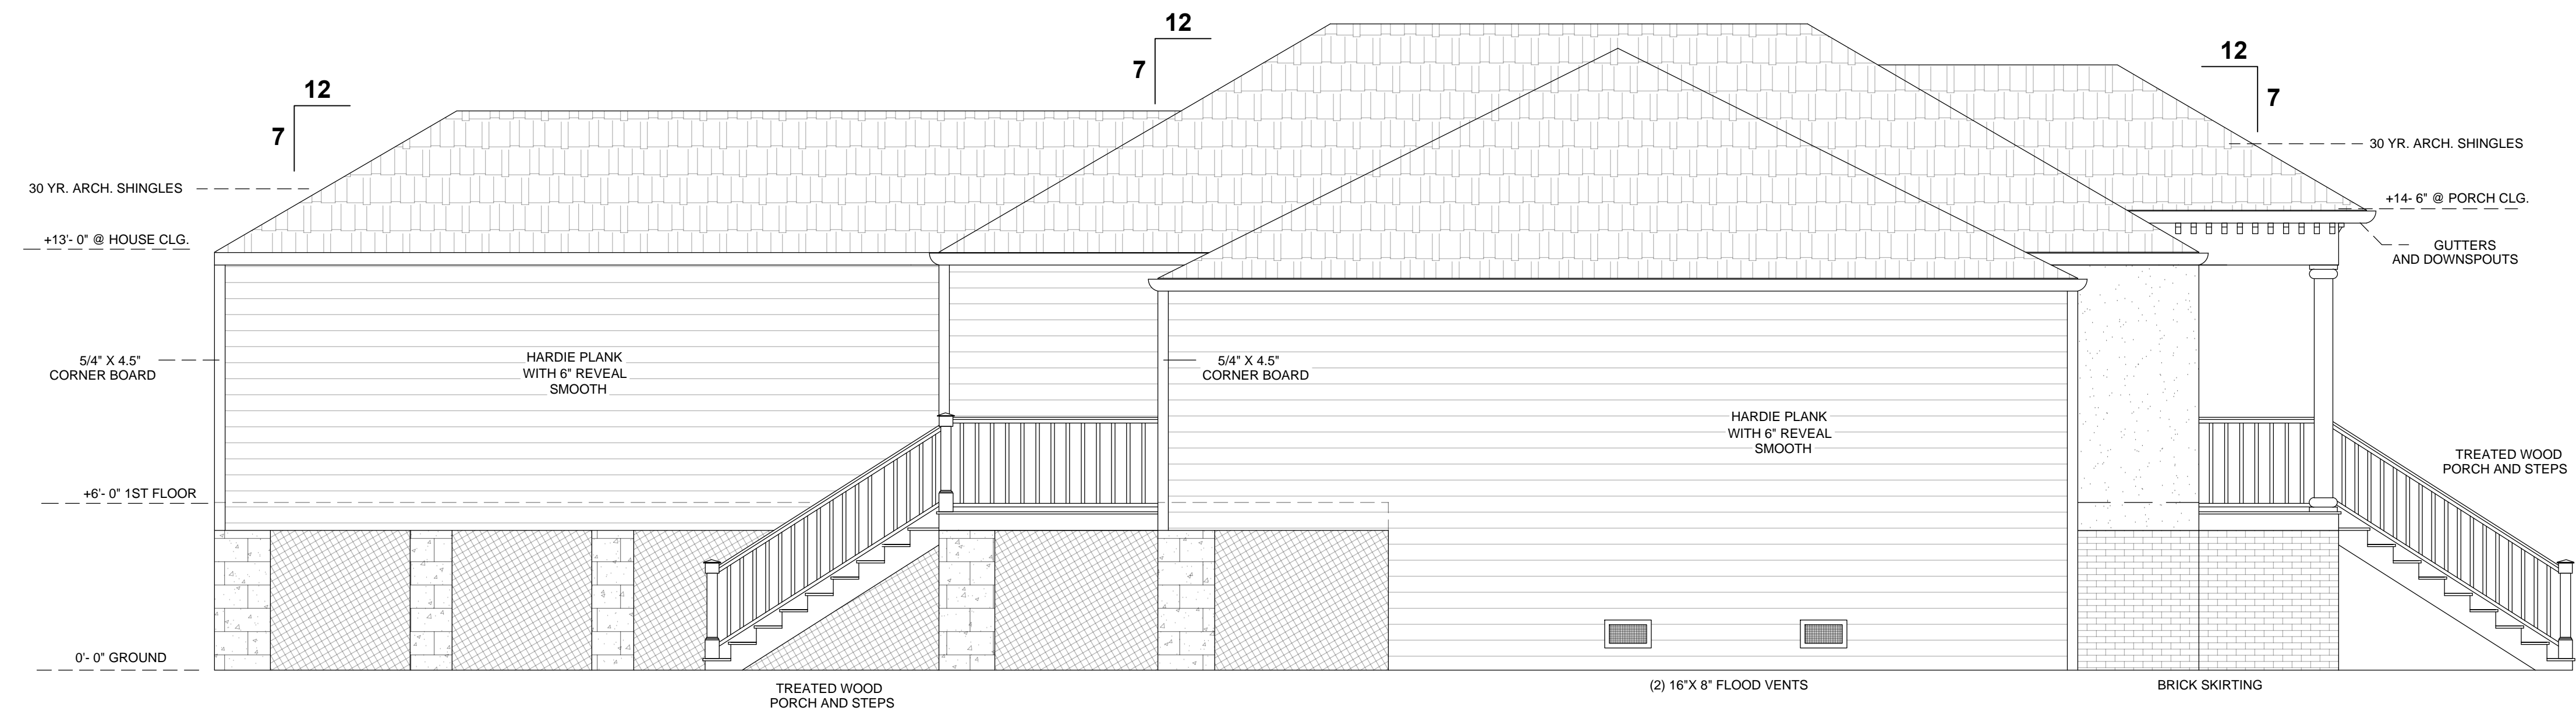 12
7
12
7
12
7
30 YR. ARCH. SHINGLES
30 YR. ARCH. SHINGLES
+13'- 0" @ HOUSE CLG.
+14- 6" @ PORCH CLG.
GUTTERS
AND DOWNSPOUTS
5/4" X 4.5"
CORNER BOARD
HARDIE PLANK
WITH 6" REVEAL
SMOOTH
5/4" X 4.5"
CORNER BOARD
HARDIE PLANK
WITH 6" REVEAL
SMOOTH
TREATED WOOD
PORCH AND STEPS
+6'- 0" 1ST FLOOR
0'- 0" GROUND
TREATED WOOD
PORCH AND STEPS
(2) 16"X 8" FLOOD VENTS
BRICK SKIRTING